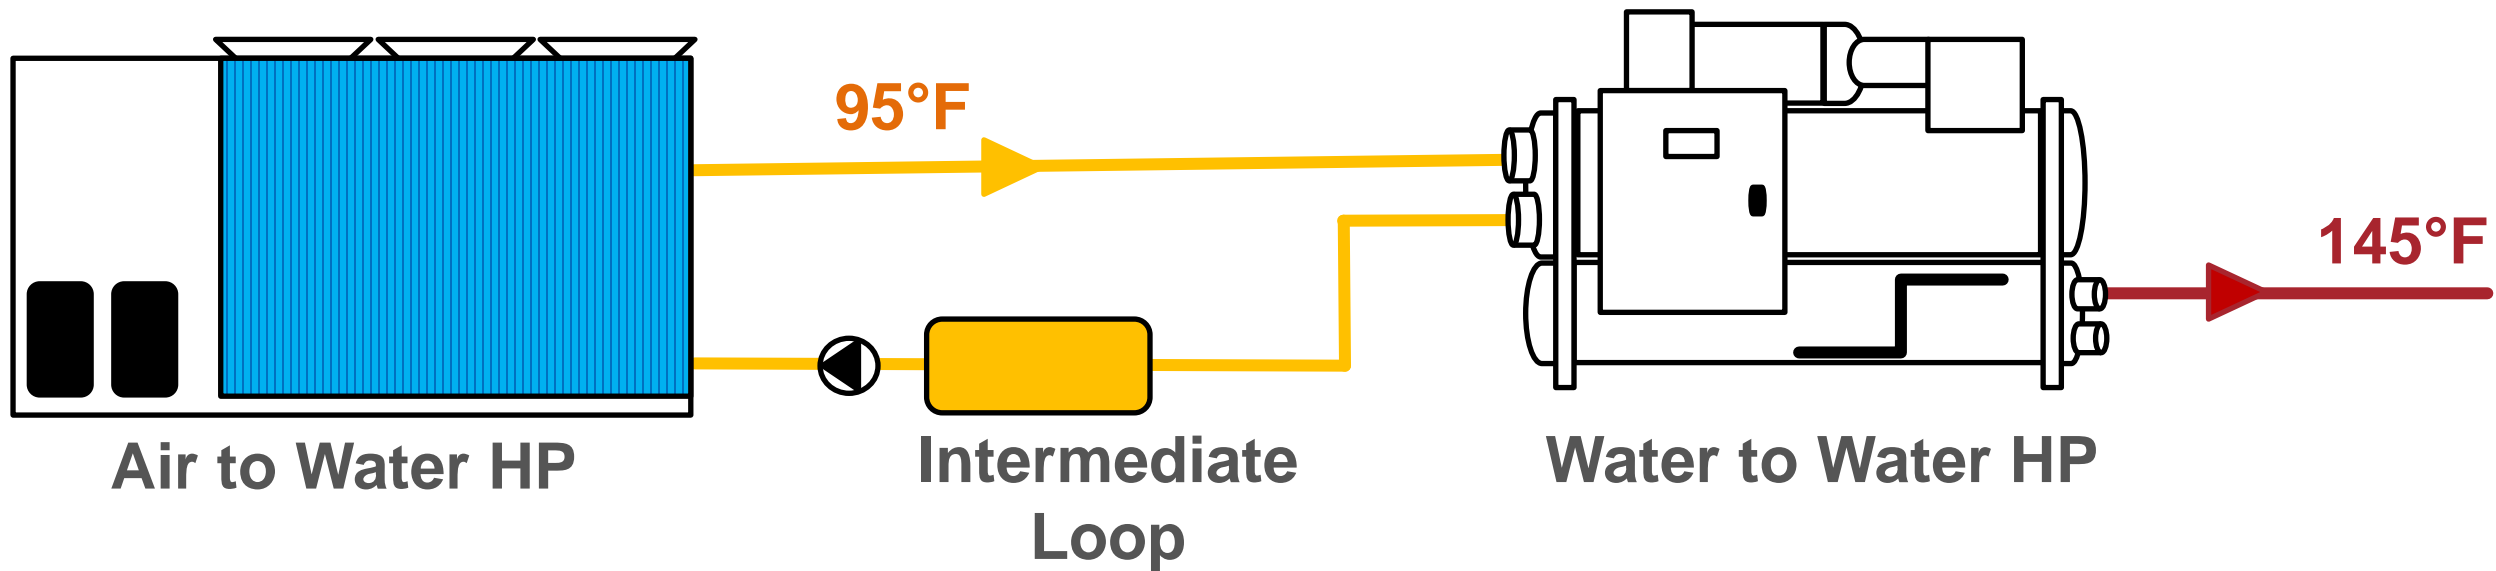 95°F
145°F
Air to Water HP
Intermediate
Loop
Water to Water HP